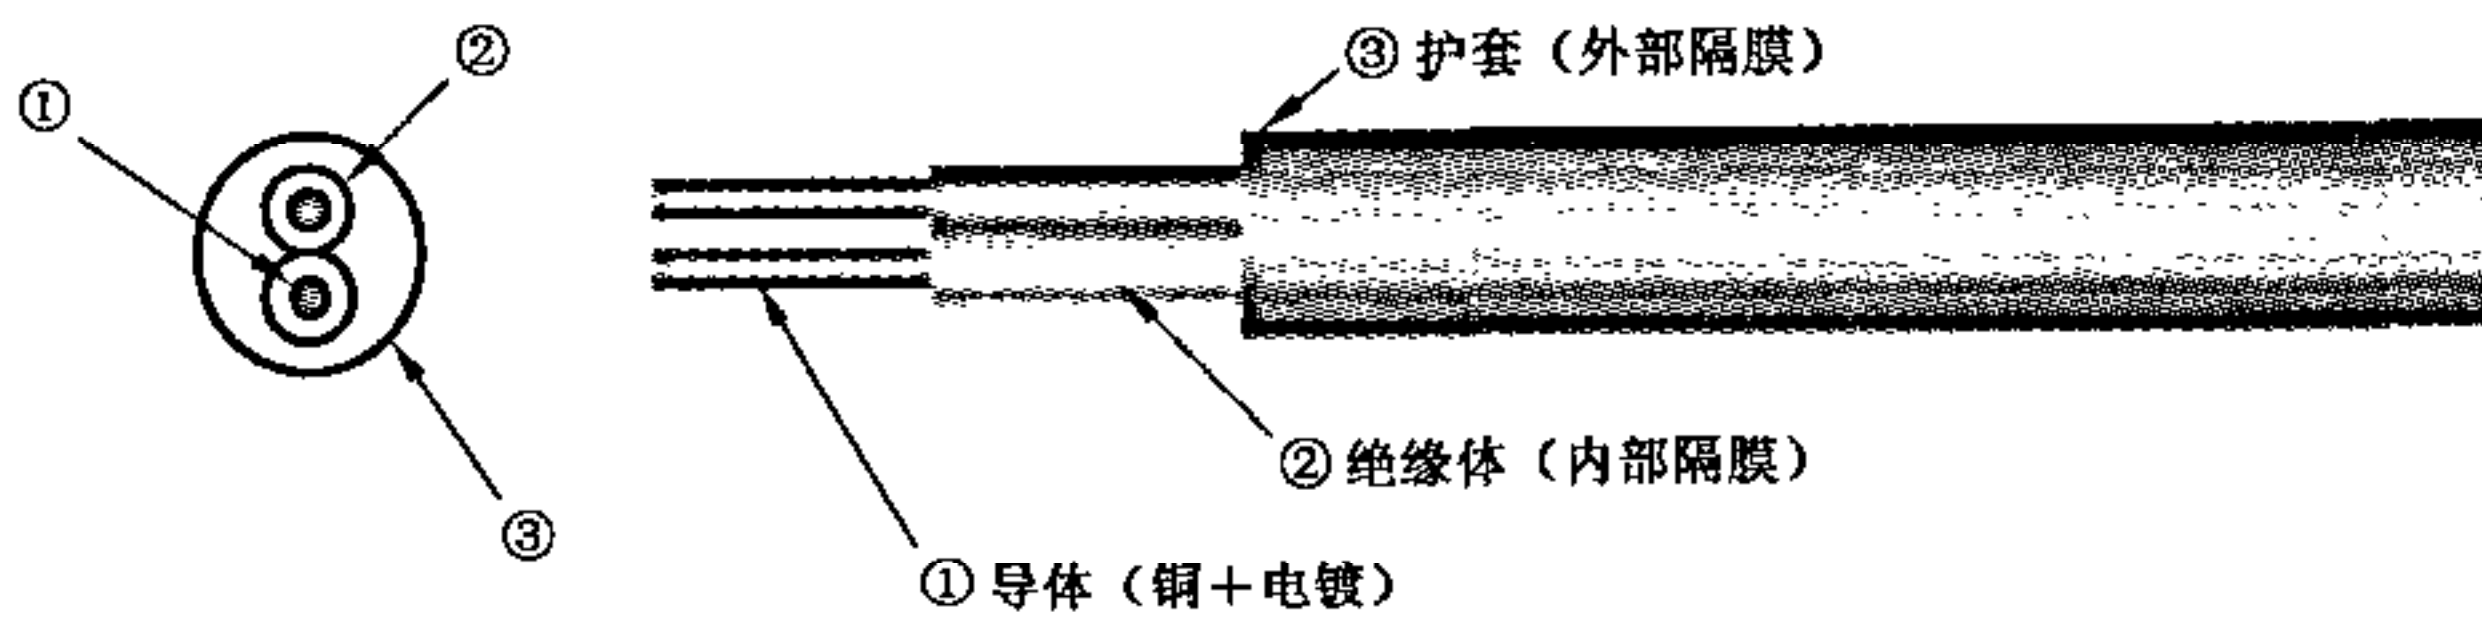 ②
①
③ 护套（外部隔膜）
② 绝缘体（内部隔膜）
③
① 导体（铜＋电镀）